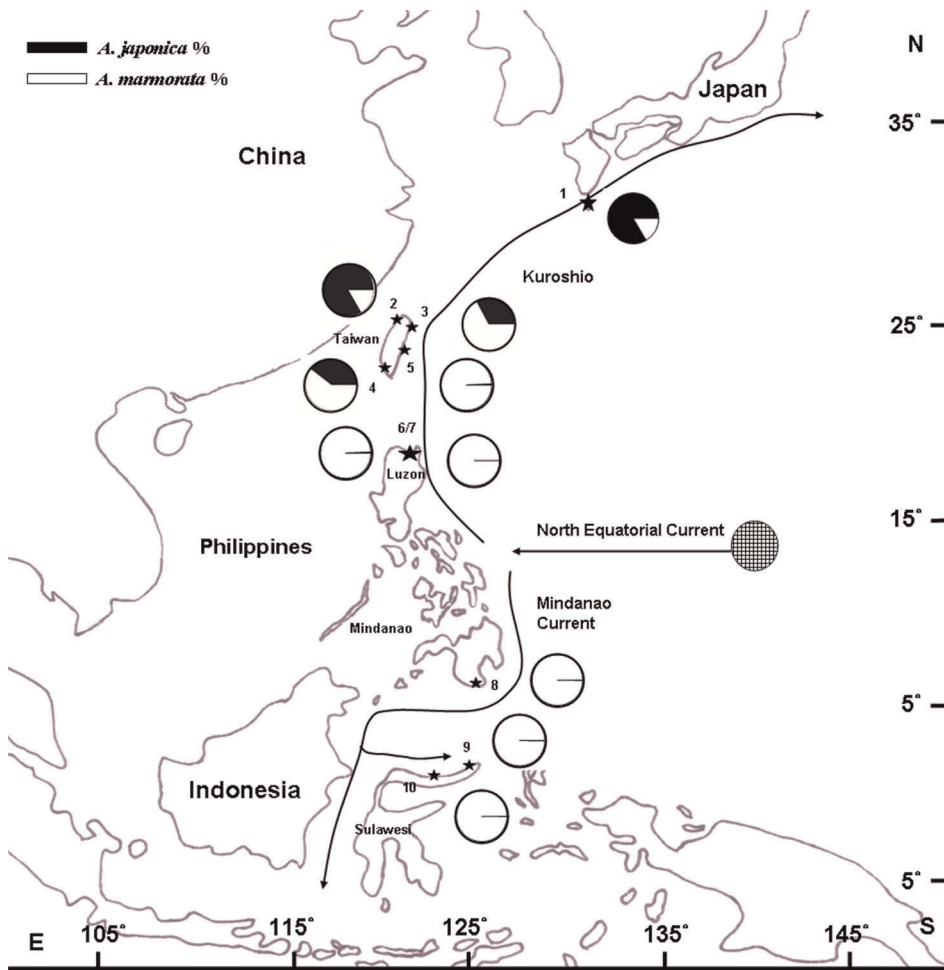 A. japonica %
A. marmorata %
N
Japan
35°
China
1
Kuroshio
2
3
25°
Taiwan
5
4
6/7
Luzon
15°
North Equatorial Current
Philippines
Mindanao
Current
Mindanao
8
5°
9
Indonesia
10
Sulawesi
5°
E
105°
115°
125°
135°
145°
S